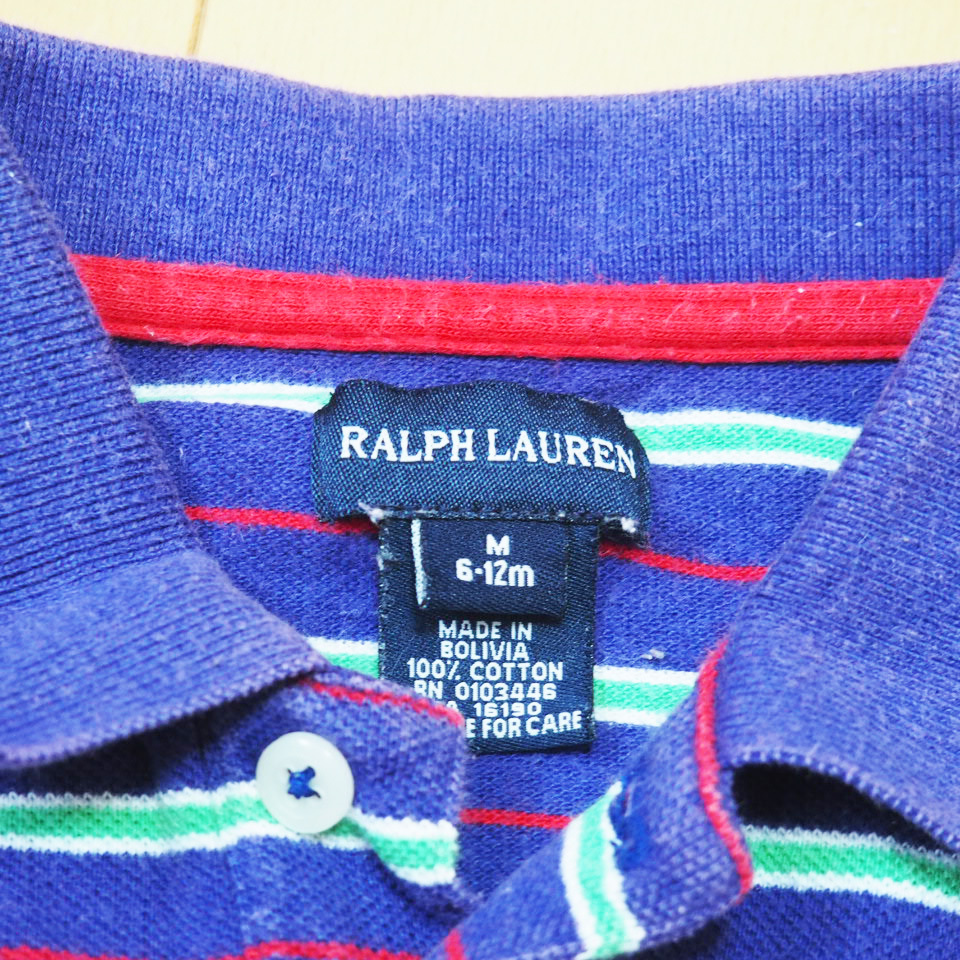 RALPH LAUREN
M
6-12m
MADE IN
BOLIVIA
100% COTTON
RN 0103446
16190
FOR CARE